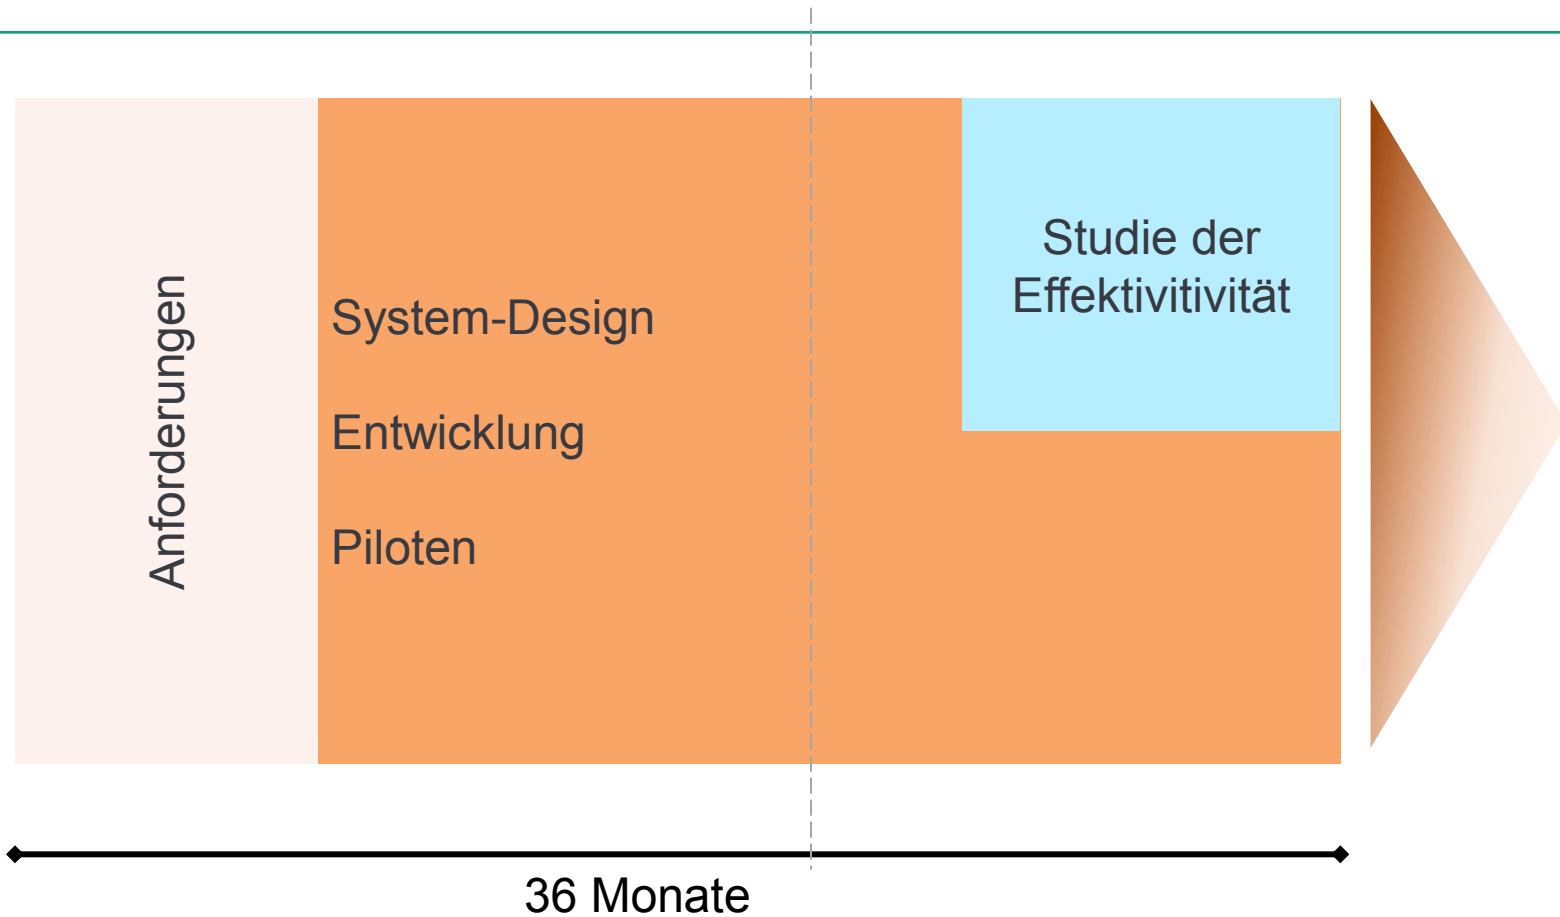 Anforderungen
System-Design
Entwicklung
Piloten
Studie der
Effektivitivität
36 Monate